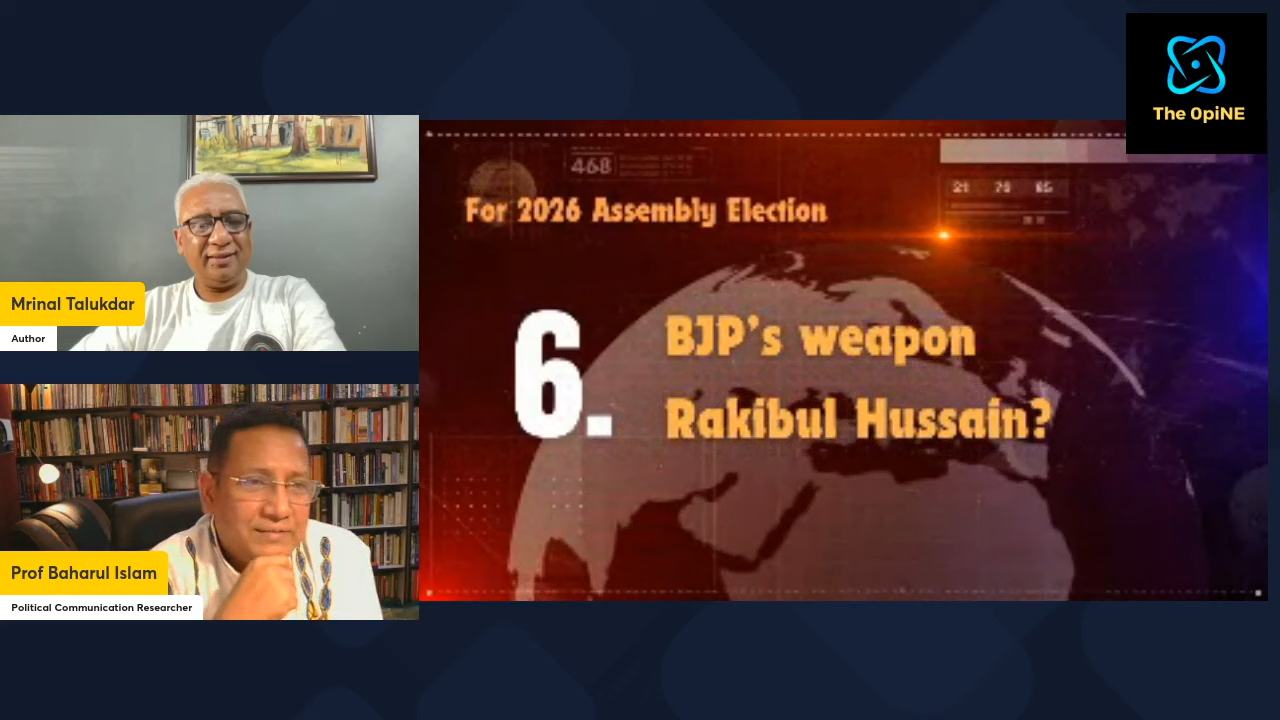 The OpiNE
468
21 78 65
For 2026 Assembly Election
6.
BJP's weapon
Rakibul Hussain?
Mrinal Talukdar
Author
Prof Baharul Islam
Political Communication Researcher